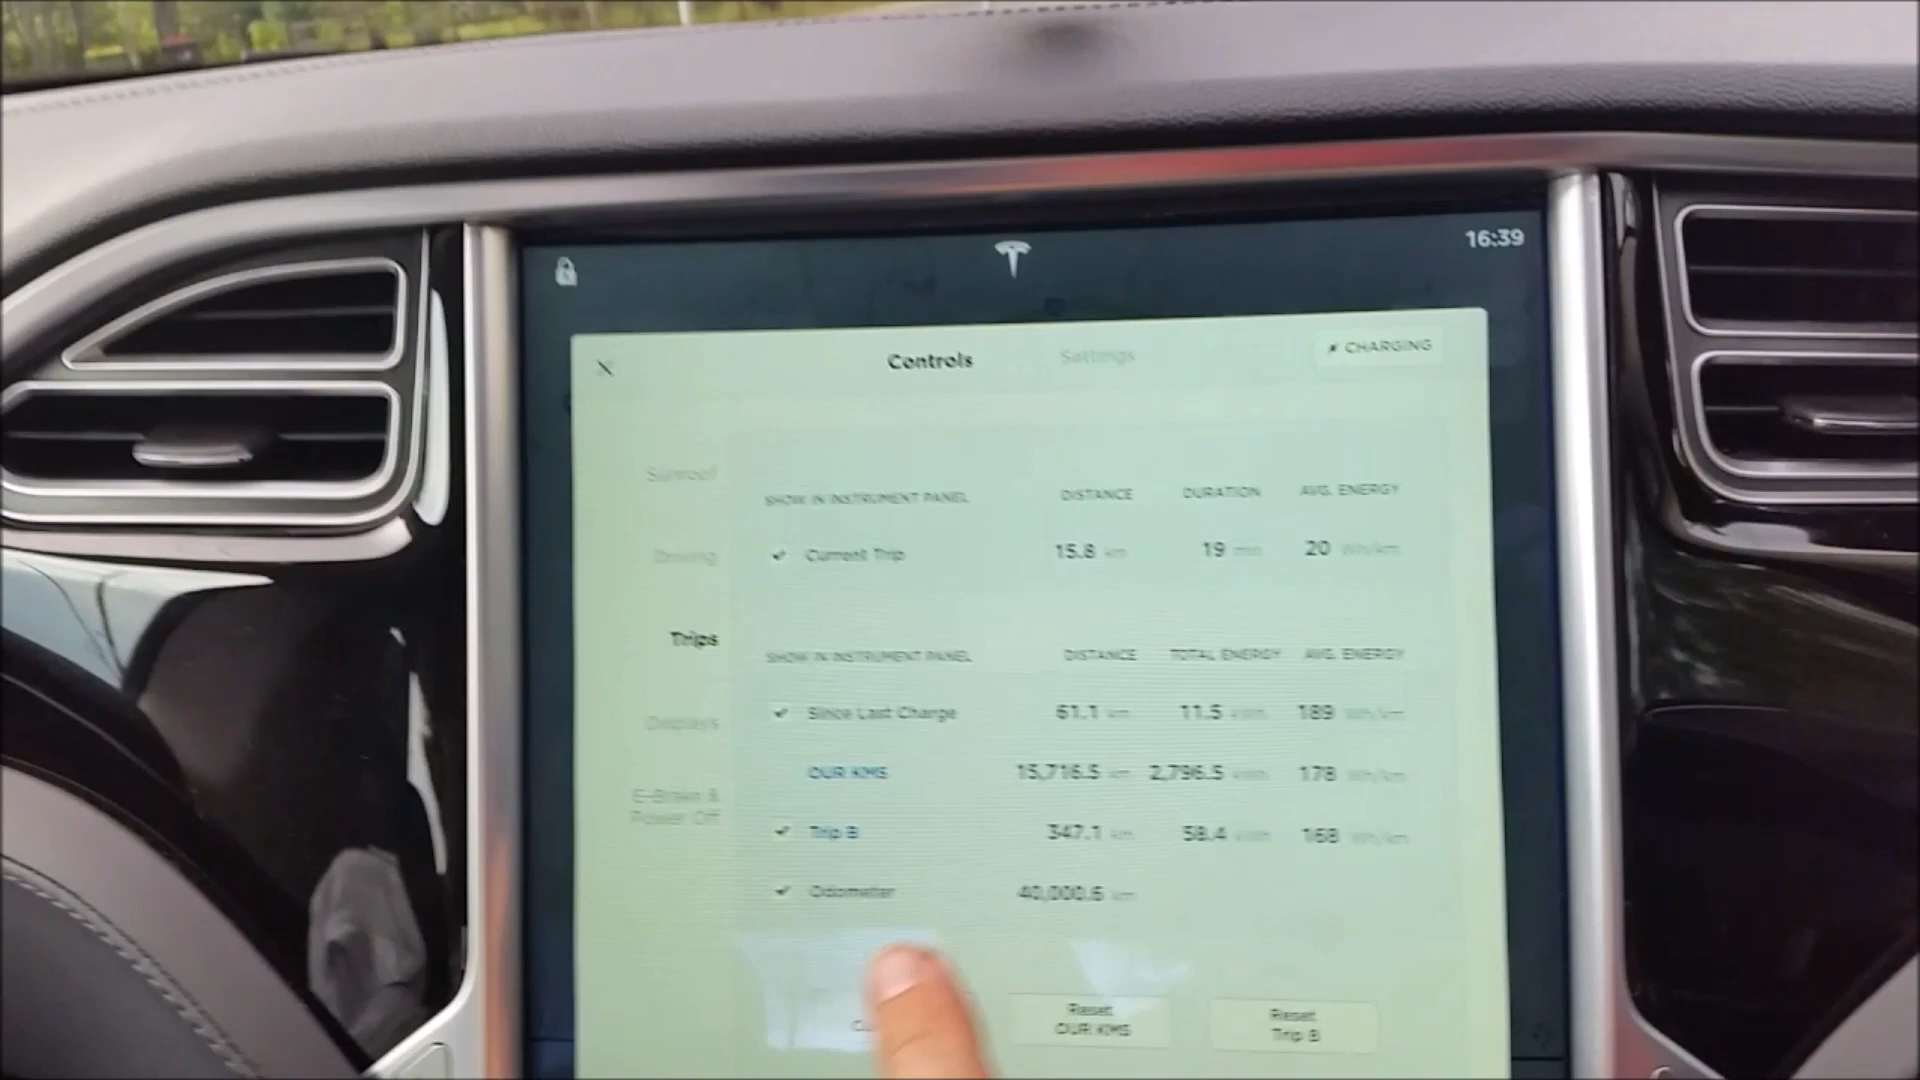 16:39
Controls Settings CHARGING
Sunroof
SHOW IN INSTRUMENT PANEL DISTANCE DURATION AVG. ENERGY
Driving
Current Trip 15.8 km 19 min 20 Wh/km
Trips
SHOW IN INSTRUMENT PANEL DISTANCE TOTAL ENERGY AVG. ENERGY
Displays
Since Last Charge 61.1 km 11.5 kWh 189 Wh/km
OUR KMS 15,716.5 km 2,796.5 kWh 178 Wh/km
E-Brake &
Power Off
Trip B 347.1 km 58.4 kWh 168 Wh/km
Odometer 40,000.6 km
Reset
OUR KMS
Reset
Trip B